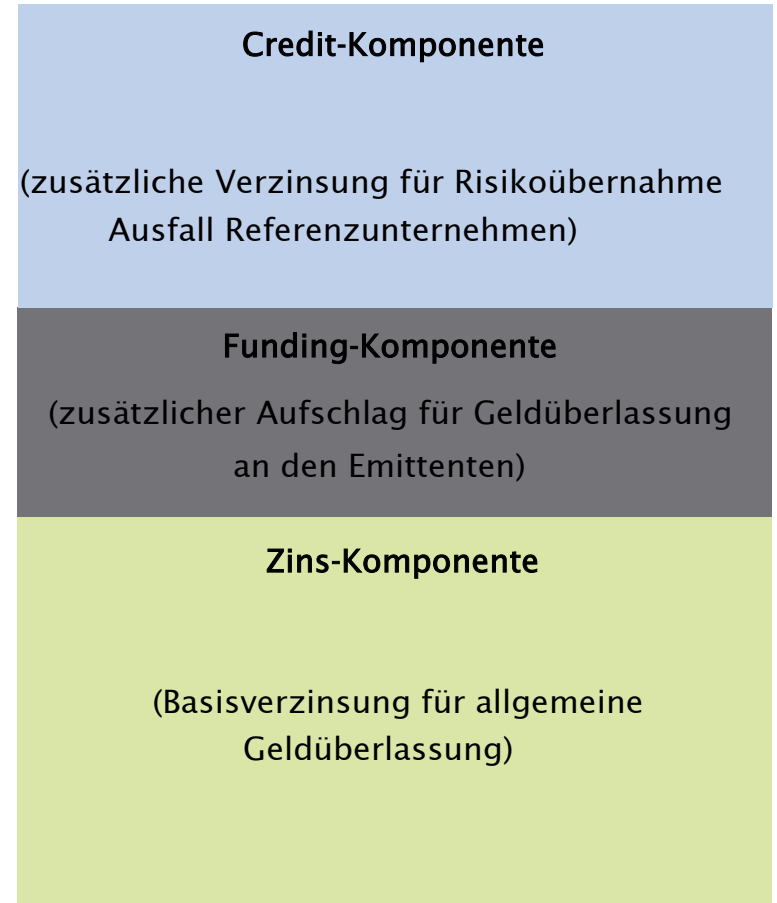 Credit-Komponente
(zusätzliche Verzinsung für Risikoübernahme
Ausfall Referenzunternehmen)
Funding-Komponente
(zusätzlicher Aufschlag für Geldüberlassung
an den Emittenten)
Zins-Komponente
(Basisverzinsung für allgemeine
Geldüberlassung)